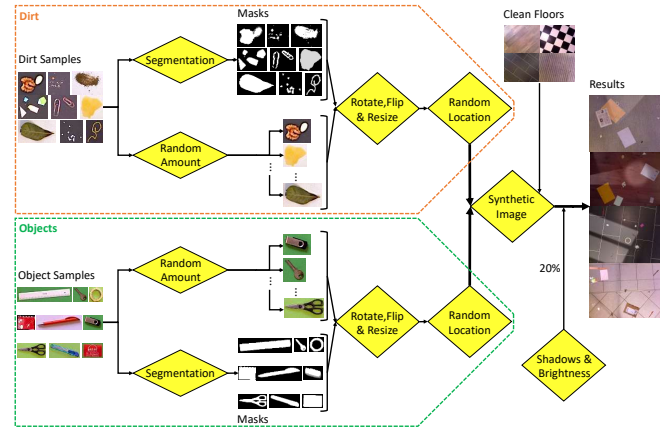 Dirt
Masks
Clean Floors
Dirt Samples
Segmentation
Results
Rotate,Flip
& Resize
Random
Location
Random
Amount
Synthetic
Image
Objects
Random
Amount
Object Samples
20%
Rotate,Flip
& Resize
Random
Location
Segmentation
Shadows &
Brightness
Masks